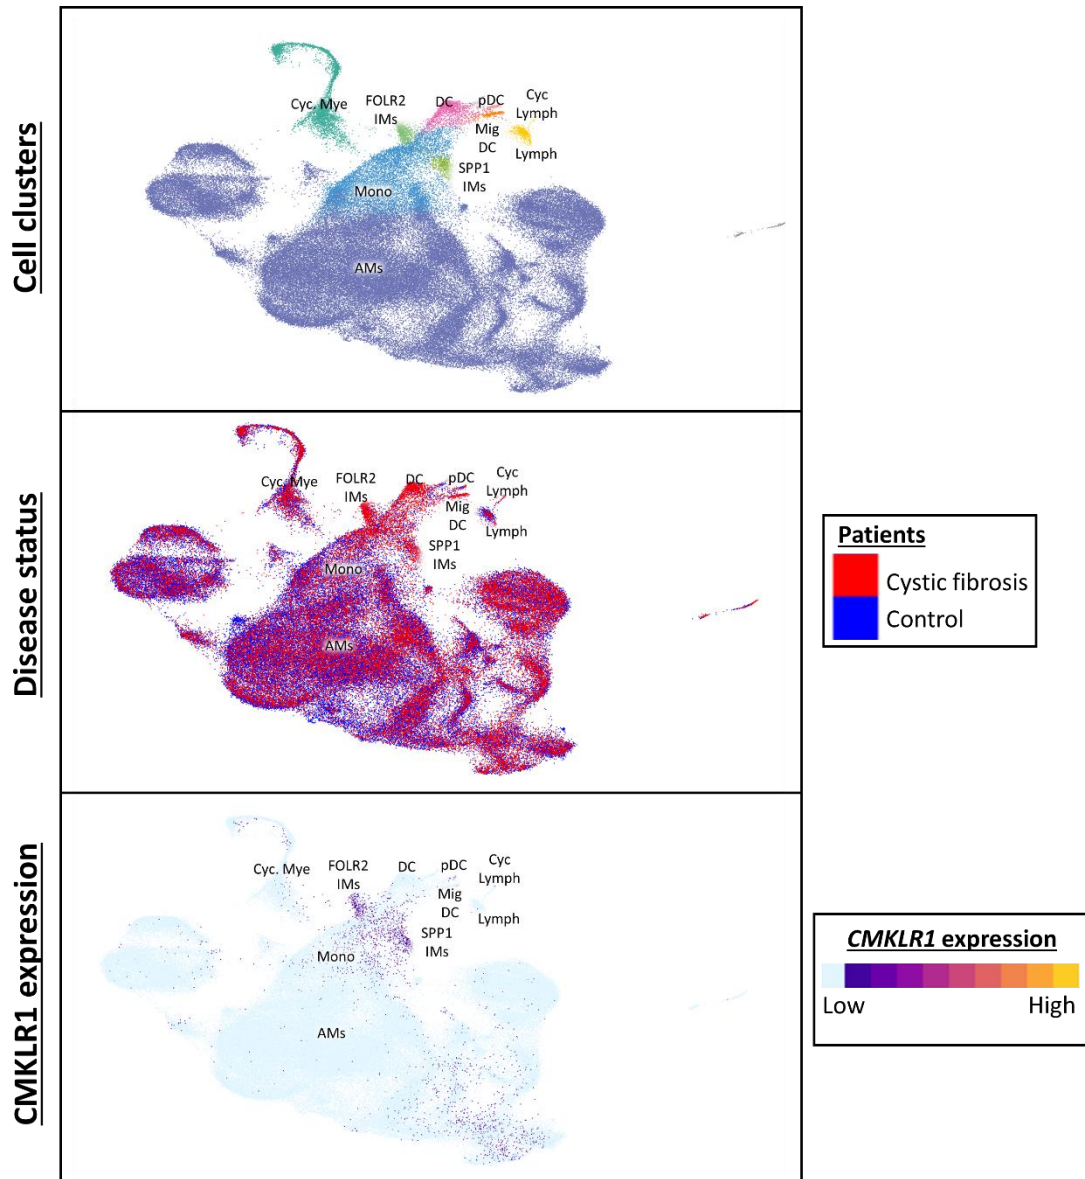 Cell clusters
Cyc. Mye
FOLR2
IMs
DC
pDC
Cyc
Lymph
Mig
DC
Lymph
SPP1
IMs
Mono
AMs
Disease status
Cyc. Mye
FOLR2
IMs
DC
pDC
Cyc
Lymph
Mig
DC
Lymph
SPP1
IMs
Mono
AMs
Patients
Cystic fibrosis
Control
CMKLR1 expression
Cyc. Mye
FOLR2
IMs
DC
pDC
Cyc
Lymph
Mig
DC
Lymph
SPP1
IMs
Mono
AMs
CMKLR1 expression
Low High